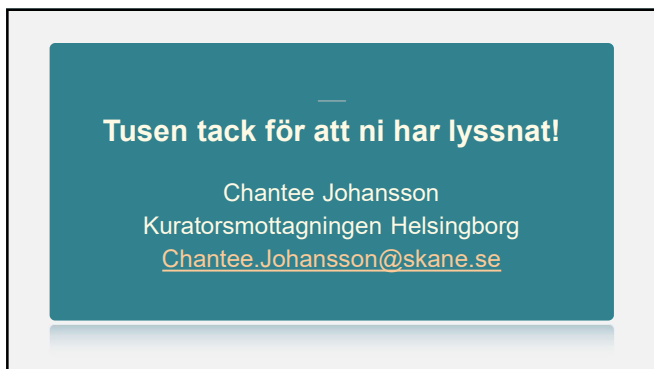 Tusen tack för att ni har lyssnat!
Chantee Johansson
Kuratorsmottagningen Helsingborg
Chantee.Johansson@skane.se